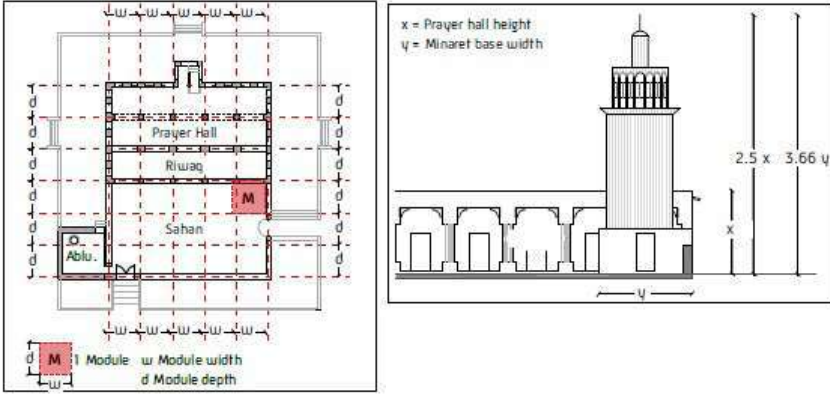 w w w w w
d d
d d
Prayer Hall
d d
Riwaq
d M d
Sahan
d d
Ablu.
d d
w w w w w
d M 1 Module w Module width
w d Module depth
x = Prayer hall height
y = Minaret base width
2.5 x 3.66 y
x
y